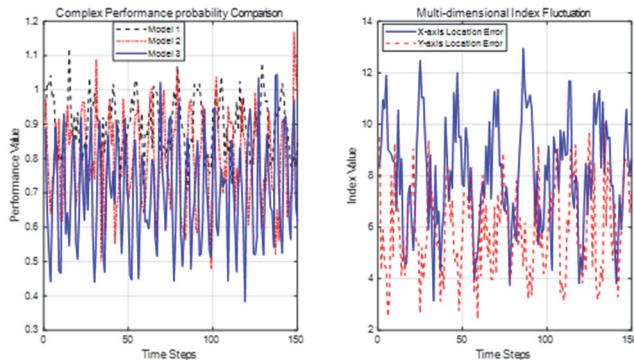 Complex Performance probability Comparison
Model 1
Model 2
Model 3
1.2
1.1
1
0.9
0.8
0.7
0.6
0.5
0.4
0.3
Performance Value
0
50
100
150
Time Steps
Multi-dimensional Index Fluctuation
X-axis Location Error
Y-axis Location Error
14
12
10
8
6
4
2
Index Value
0
50
100
150
Time Steps